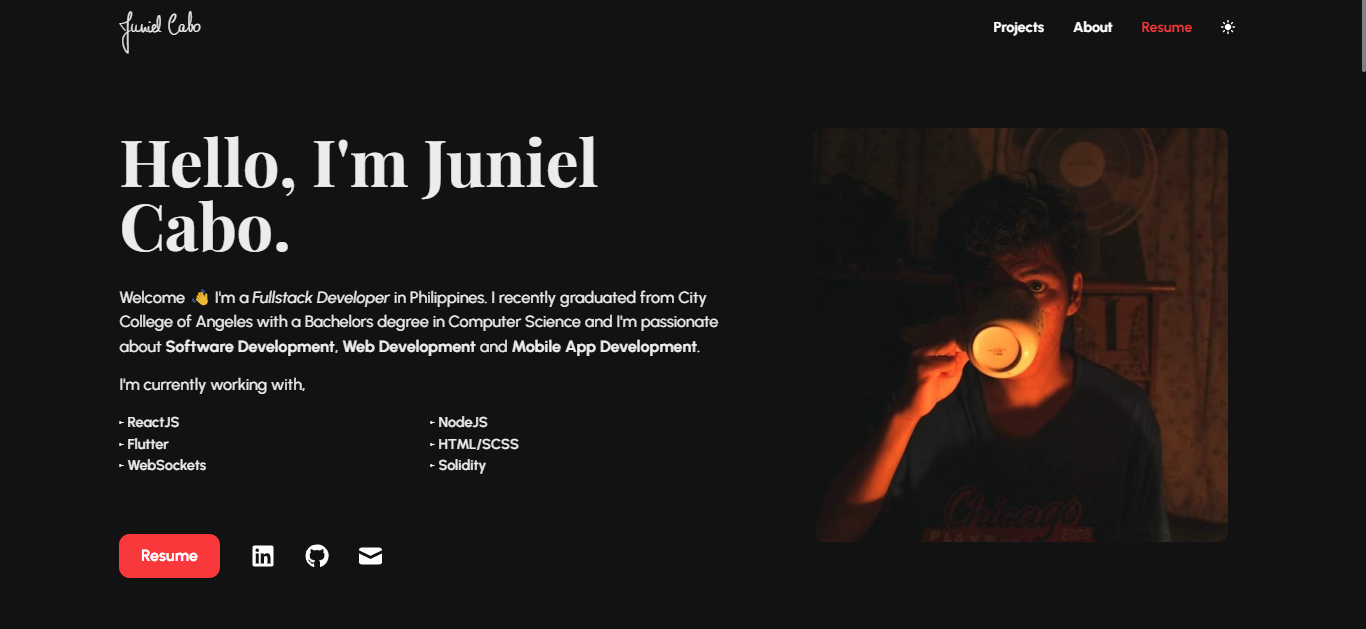 Juniel Cabo
Projects About Resume
Hello, I'm Juniel
Cabo.
Welcome 👋 I'm a Fullstack Developer in Philippines. I recently graduated from City
College of Angeles with a Bachelors degree in Computer Science and I'm passionate
about Software Development, Web Development and Mobile App Development.
I'm currently working with,
▸ ReactJS
▸ Flutter
▸ WebSockets
▸ NodeJS
▸ HTML/SCSS
▸ Solidity
Resume
in
Chicago
2008